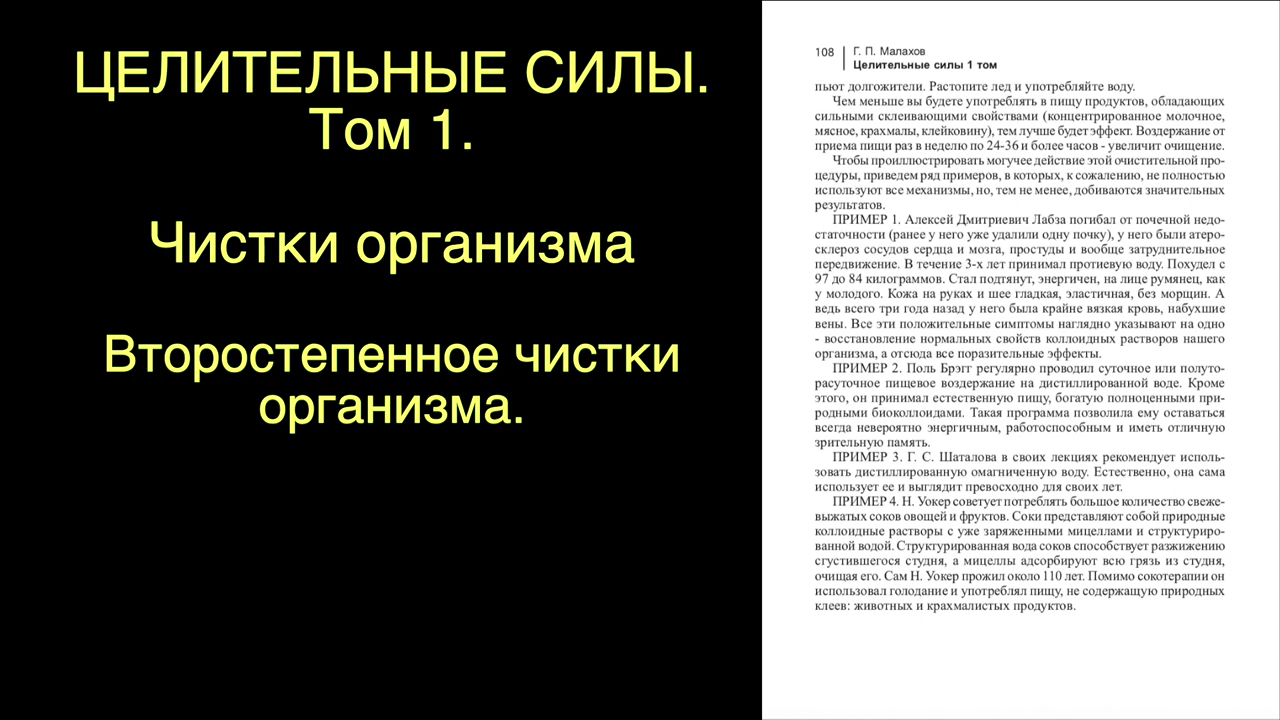 ЦЕЛИТЕЛЬНЫЕ СИЛЫ.
Том 1.
Чистки организма
Второстепенное чистки
организма.
108
Г. П. Малахов
Целительные силы 1 том
пьют долгожители. Растопите лед и употребляйте воду.
Чем меньше вы будете употреблять в пищу продуктов, обладающих
сильными склеивающими свойствами (концентрированное молочное,
мясное, крахмалы, клейковину), тем лучше будет эффект. Воздержание от
приема пищи раз в неделю по 24-36 и более часов - увеличит очищение.
Чтобы проиллюстрировать могучее действие этой очистительной про-
цедуры, приведем ряд примеров, в которых, к сожалению, не полностью
используют все механизмы, но, тем не менее, добиваются значительных
результатов.
ПРИМЕР 1. Алексей Дмитриевич Лабза погибал от почечной недо-
статочности (ранее у него уже удалили одну почку), у него были атеро-
склероз сосудов сердца и мозга, простуды и вообще затруднительное
передвижение. В течение 3-х лет принимал протиевую воду. Похудел с
97 до 84 килограммов. Стал подтянут, энергичен, на лице румянец, как
у молодого. Кожа на руках и шее гладкая, эластичная, без морщин. А
ведь всего три года назад у него была крайне вязкая кровь, набухшие
вены. Все эти положительные симптомы наглядно указывают на одно
- восстановление нормальных свойств коллоидных растворов нашего
организма, а отсюда все поразительные эффекты.
ПРИМЕР 2. Поль Брэгг регулярно проводил суточное или полуто-
расуточное пищевое воздержание на дистиллированной воде. Кроме
этого, он принимал естественную пищу, богатую полноценными при-
родными биоколлоидами. Такая программа позволила ему оставаться
всегда невероятно энергичным, работоспособным и иметь отличную
зрительную память.
ПРИМЕР 3. Г. С. Шаталова в своих лекциях рекомендует исполь-
зовать дистиллированную омагниченную воду. Естественно, она сама
использует ее и выглядит превосходно для своих лет.
ПРИМЕР 4. Н. Уокер советует потреблять большое количество свеже-
выжатых соков овощей и фруктов. Соки представляют собой природные
коллоидные растворы с уже заряженными мицеллами и структуриро-
ванной водой. Структурированная вода соков способствует разжижению
сгустившегося студня, а мицеллы адсорбируют всю грязь из студня,
очищая его. Сам Н. Уокер прожил около 110 лет. Помимо сокотерапии он
использовал голодание и употреблял пищу, не содержащую природных
клеев: животных и крахмалистых продуктов.